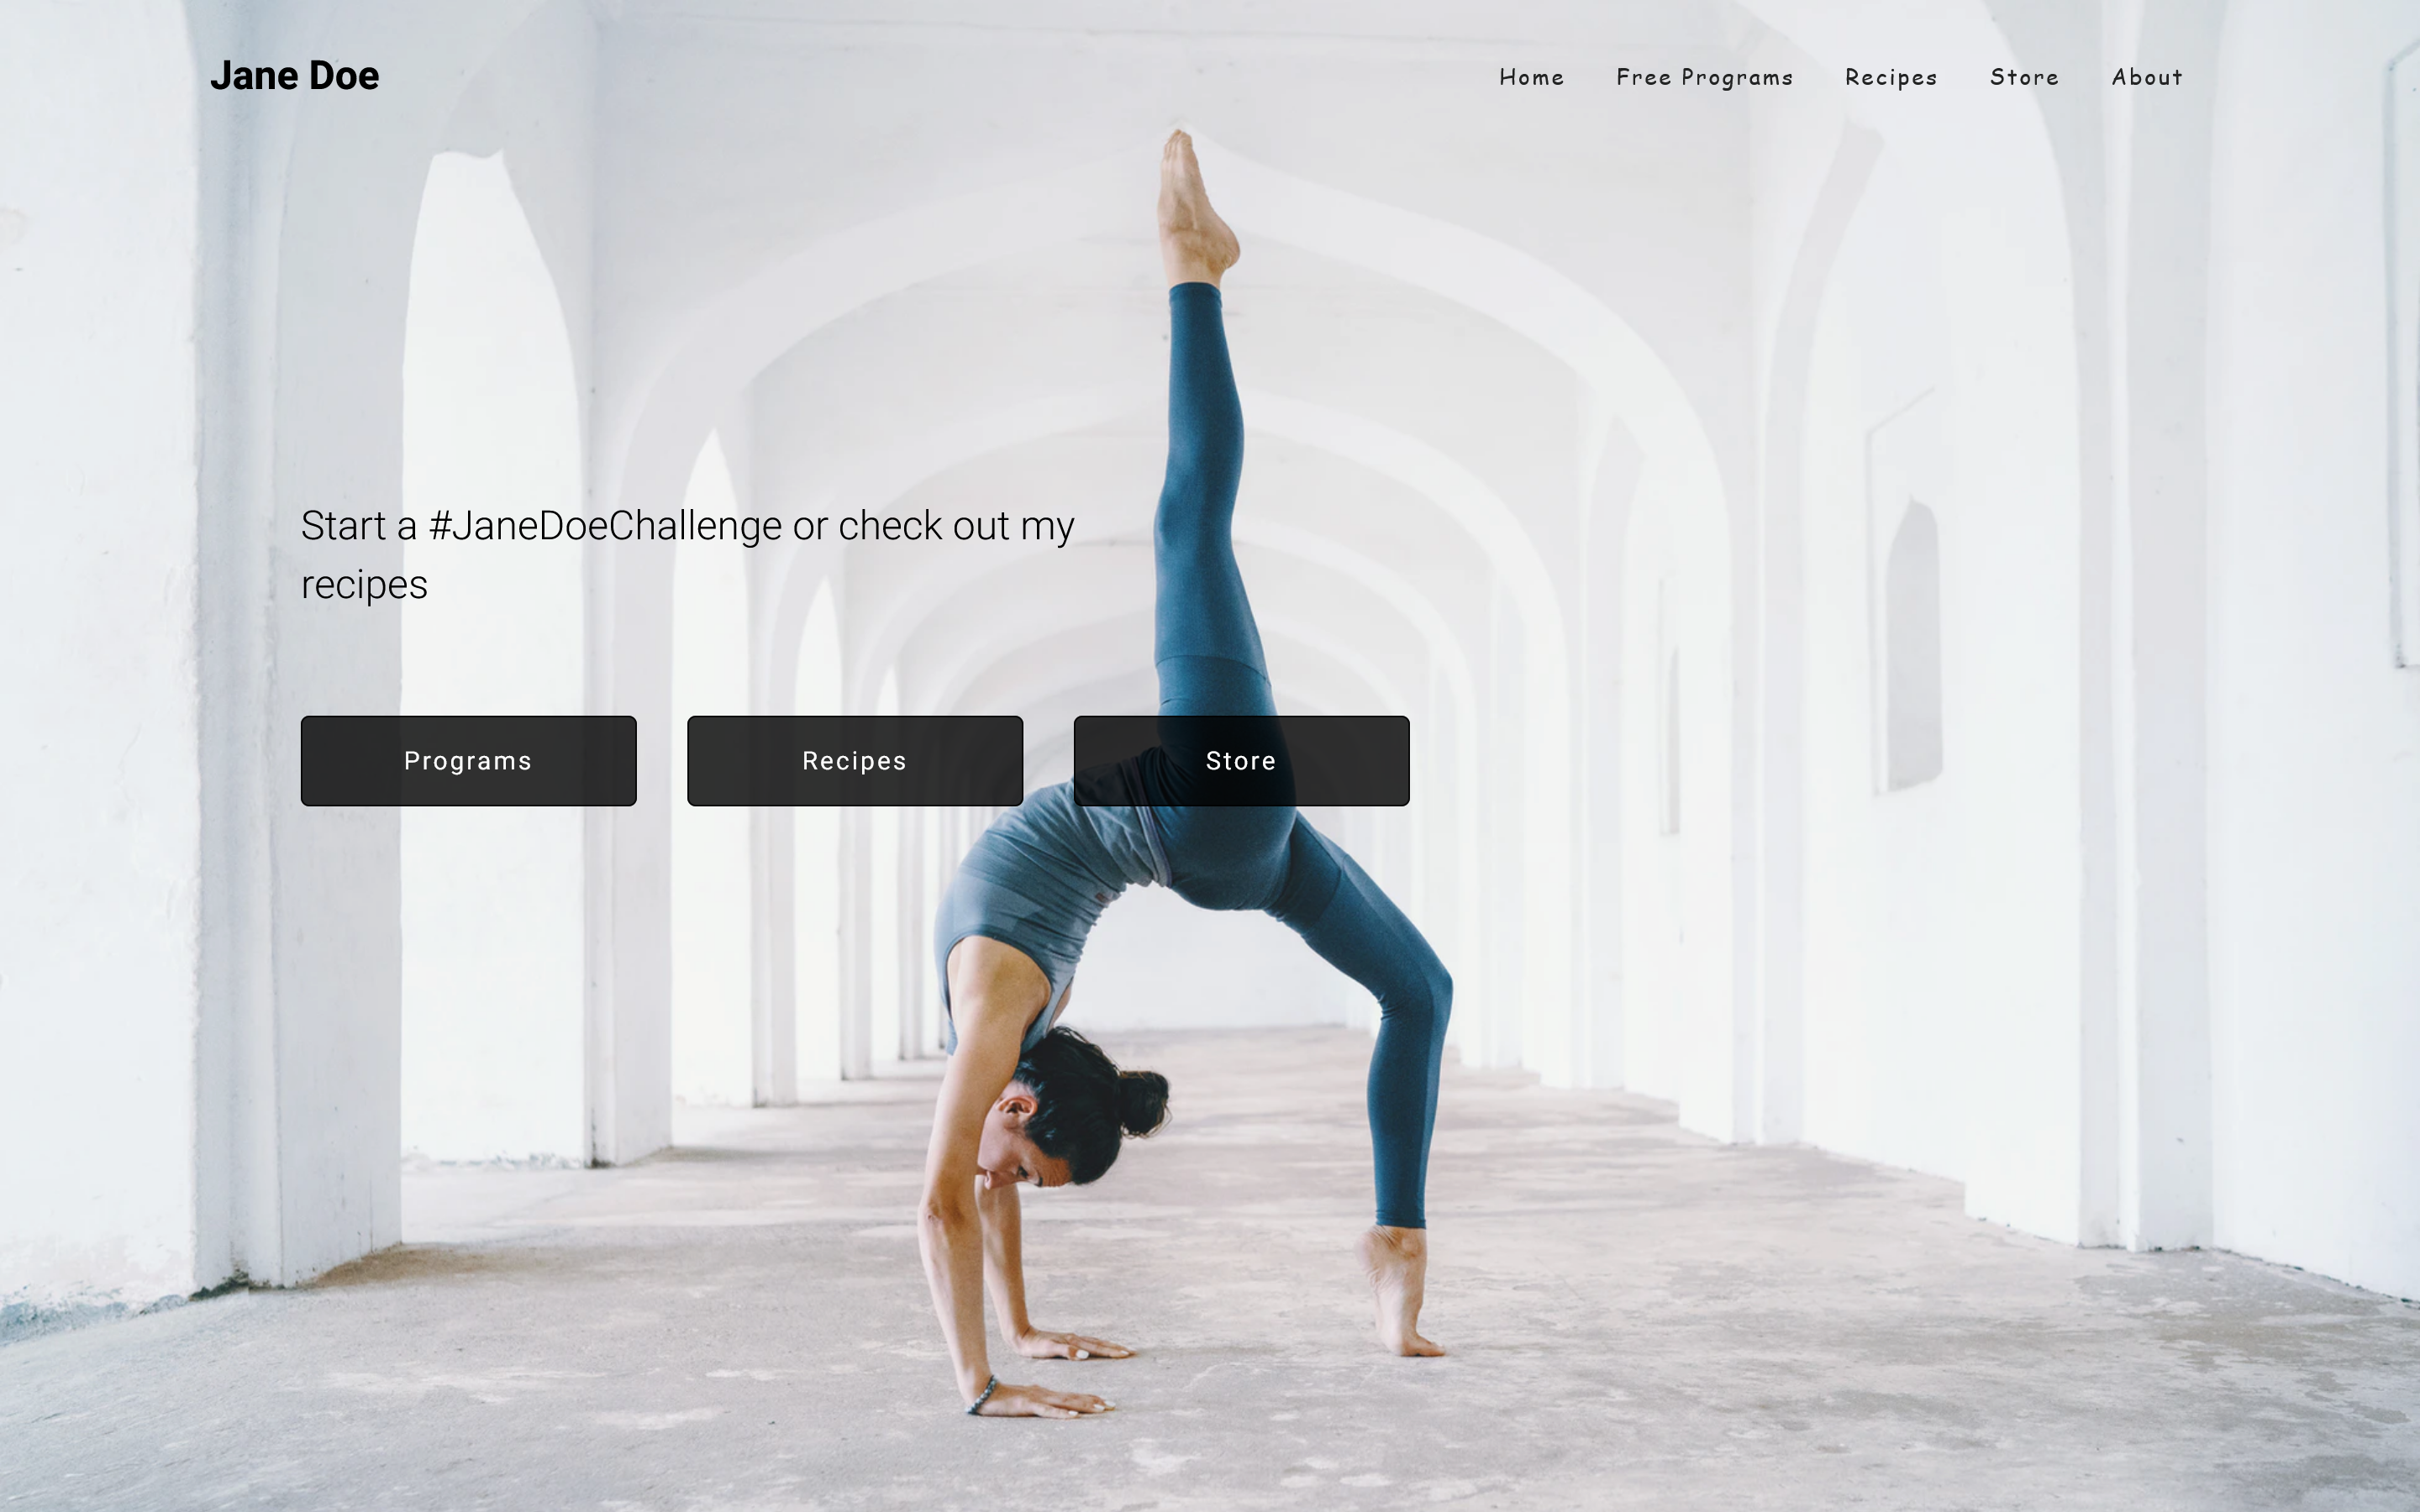 Jane Doe
Home Free Programs Recipes Store About
Start a #JaneDoeChallenge or check out my
recipes
Programs Recipes Store